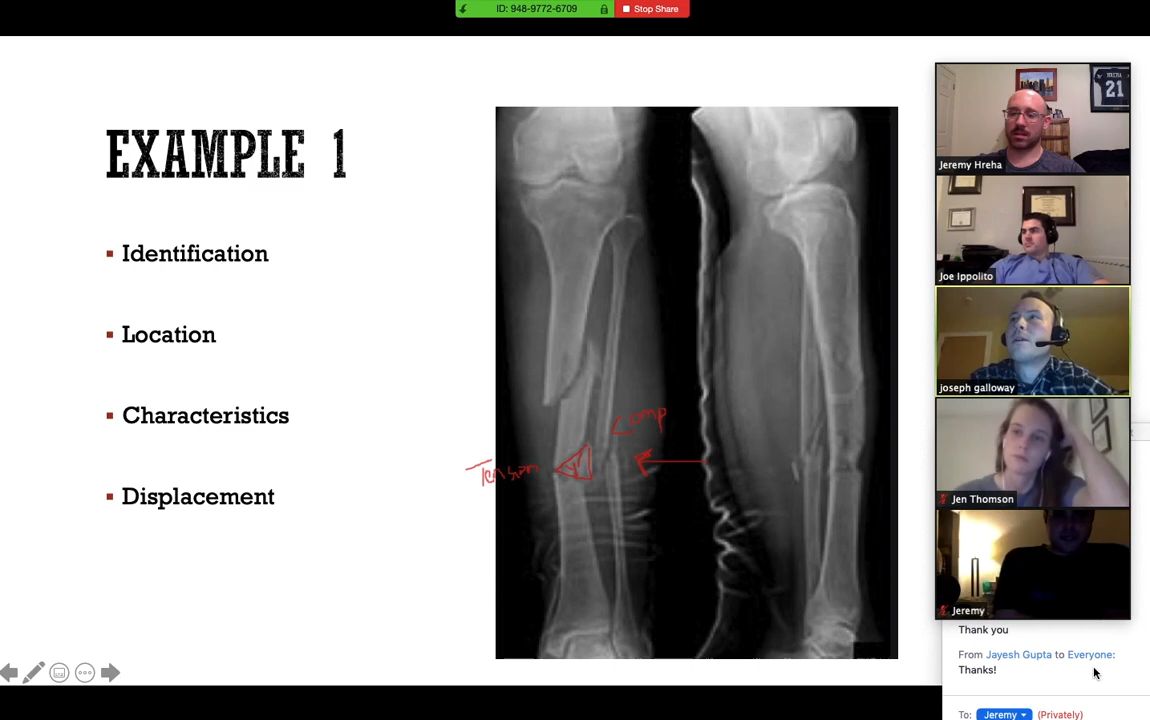 ID: 948-9772-6709
Stop Share
EXAMPLE 1
Identification
Location
Characteristics
Displacement
Comp
Tension
21
Jeremy Hreha
Joe Ippolito
joseph galloway
Jen Thomson
Jeremy
Thank you
From Jayesh Gupta to Everyone:
Thanks!
To: Jeremy (Privately)